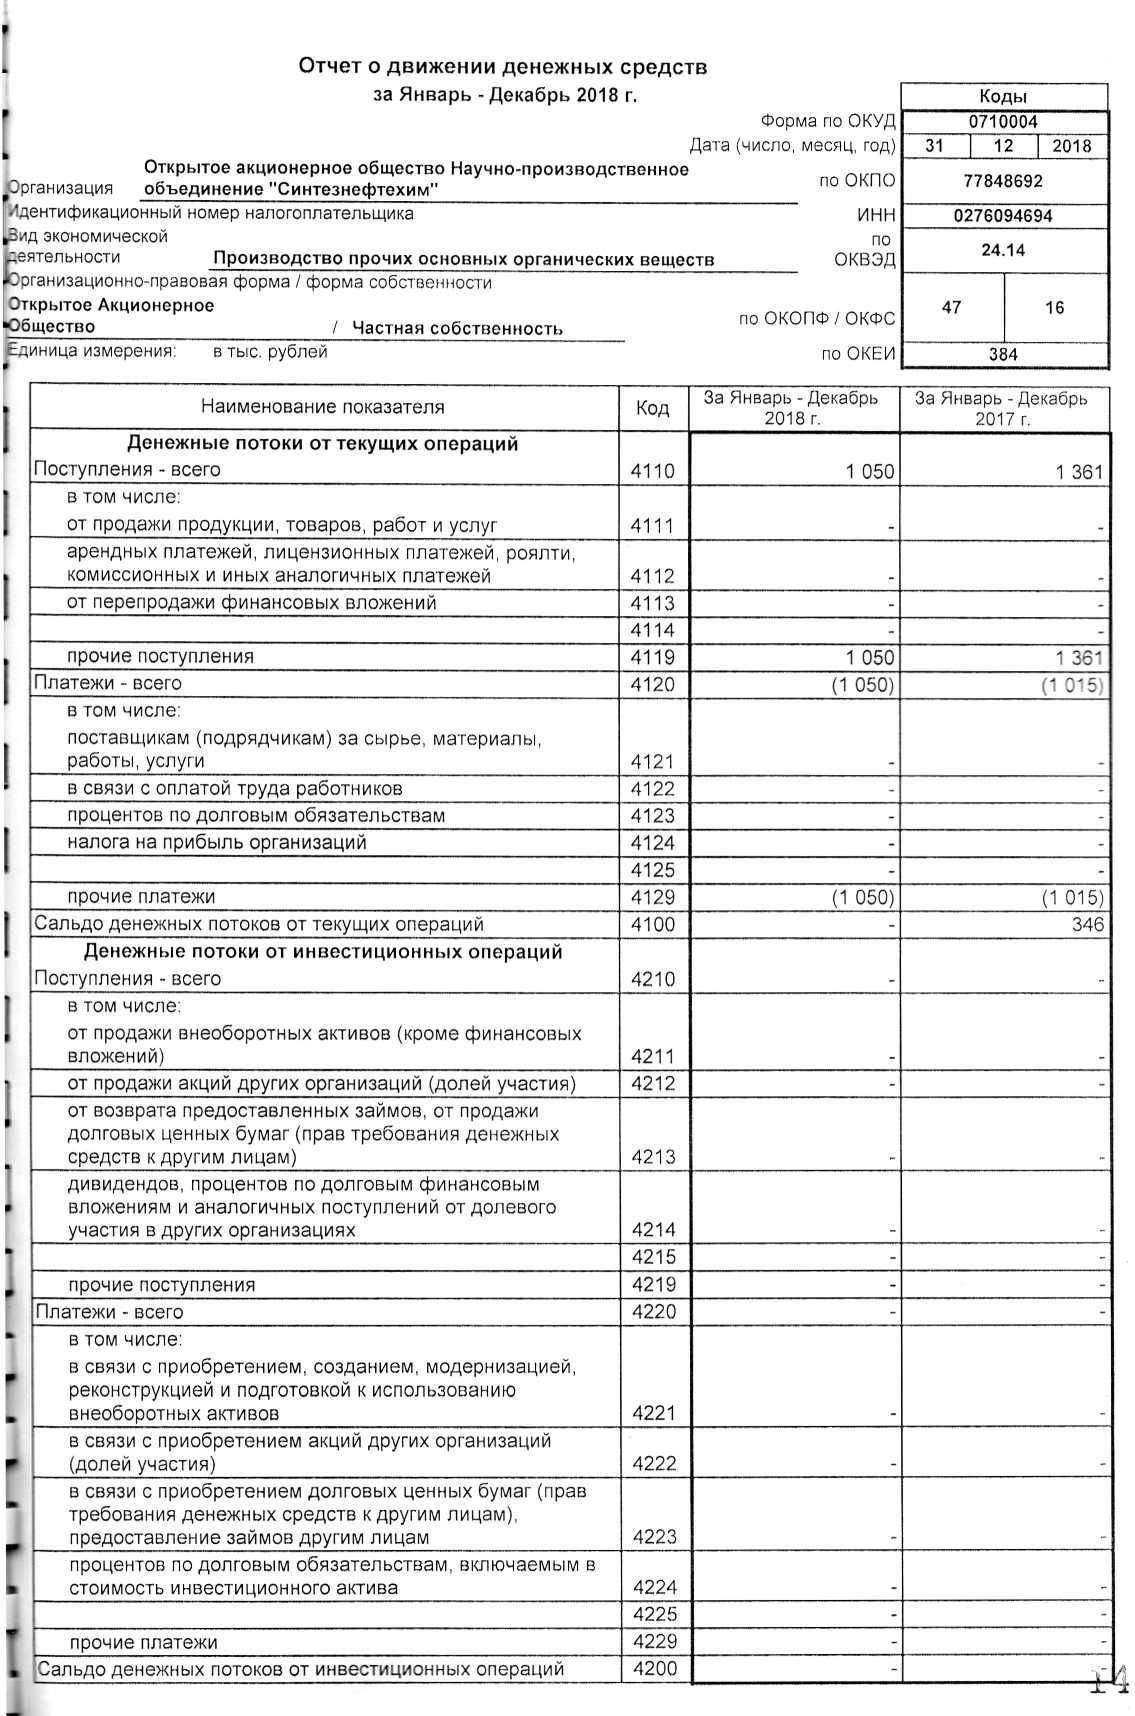 Отчет о движении денежных средств
за Январь - Декабрь 2018 г.
Коды
Форма по ОКУД 0710004
Дата (число, месяц, год) 31 12 2018
Открытое акционерное общество Научно-производственное
Организация объединение "Синтезнефтехим" по ОКПО 77848692
Идентификационный номер налогоплательщика ИНН 0276094694
Вид экономической
деятельности Производство прочих основных органических веществ по ОКВЭД 24.14
Организационно-правовая форма / форма собственности
Открытое Акционерное
Общество / Частная собственность по ОКОПФ / ОКФС 47 16
Единица измерения: в тыс. рублей по ОКЕИ 384
Наименование показателя Код За Январь - Декабрь 2018 г. За Январь - Декабрь 2017 г.
Денежные потоки от текущих операций
Поступления - всего 4110 1 050 1 361
в том числе:
от продажи продукции, товаров, работ и услуг 4111 - -
арендных платежей, лицензионных платежей, роялти,
комиссионных и иных аналогичных платежей 4112 - -
от перепродажи финансовых вложений 4113 - -
4114 - -
прочие поступления 4119 1 050 1 361
Платежи - всего 4120 (1 050) (1 015)
в том числе:
поставщикам (подрядчикам) за сырье, материалы,
работы, услуги 4121 - -
в связи с оплатой труда работников 4122 - -
процентов по долговым обязательствам 4123 - -
налога на прибыль организаций 4124 - -
4125 - -
прочие платежи 4129 (1 050) (1 015)
Сальдо денежных потоков от текущих операций 4100 - 346
Денежные потоки от инвестиционных операций
Поступления - всего 4210 - -
в том числе:
от продажи внеоборотных активов (кроме финансовых
вложений) 4211 - -
от продажи акций других организаций (долей участия) 4212 - -
от возврата предоставленных займов, от продажи
долговых ценных бумаг (прав требования денежных
средств к другим лицам) 4213 - -
дивидендов, процентов по долговым финансовым
вложениям и аналогичных поступлений от долевого
участия в других организациях 4214 - -
4215 - -
прочие поступления 4219 - -
Платежи - всего 4220 - -
в том числе:
в связи с приобретением, созданием, модернизацией,
реконструкцией и подготовкой к использованию
внеоборотных активов 4221 - -
в связи с приобретением акций других организаций
(долей участия) 4222 - -
в связи с приобретением долговых ценных бумаг (прав
требования денежных средств к другим лицам),
предоставление займов другим лицам 4223 - -
процентов по долговым обязательствам, включаемым в
стоимость инвестиционного актива 4224 - -
4225 - -
прочие платежи 4229 - -
Сальдо денежных потоков от инвестиционных операций 4200 - -
14